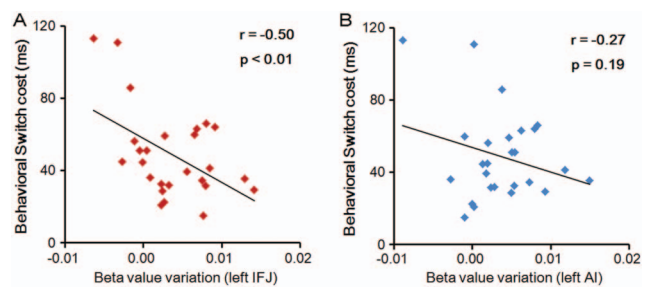 A
120
80
40
0
-0.01
0.00
0.01
0.02
Behavioral Switch cost (ms)
Beta value variation (left IFJ)
r = -0.50
p < 0.01
B
120
80
40
0
-0.01
0.00
0.01
0.02
Behavioral Switch cost (ms)
Beta value variation (left AI)
r = -0.27
p = 0.19